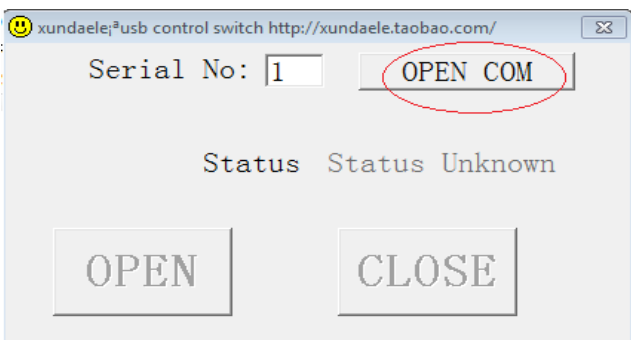 xundaele¡ªusb control switch http://xundaele.taobao.com/
Serial No: 1 OPEN COM
Status Status Unknown
OPEN CLOSE